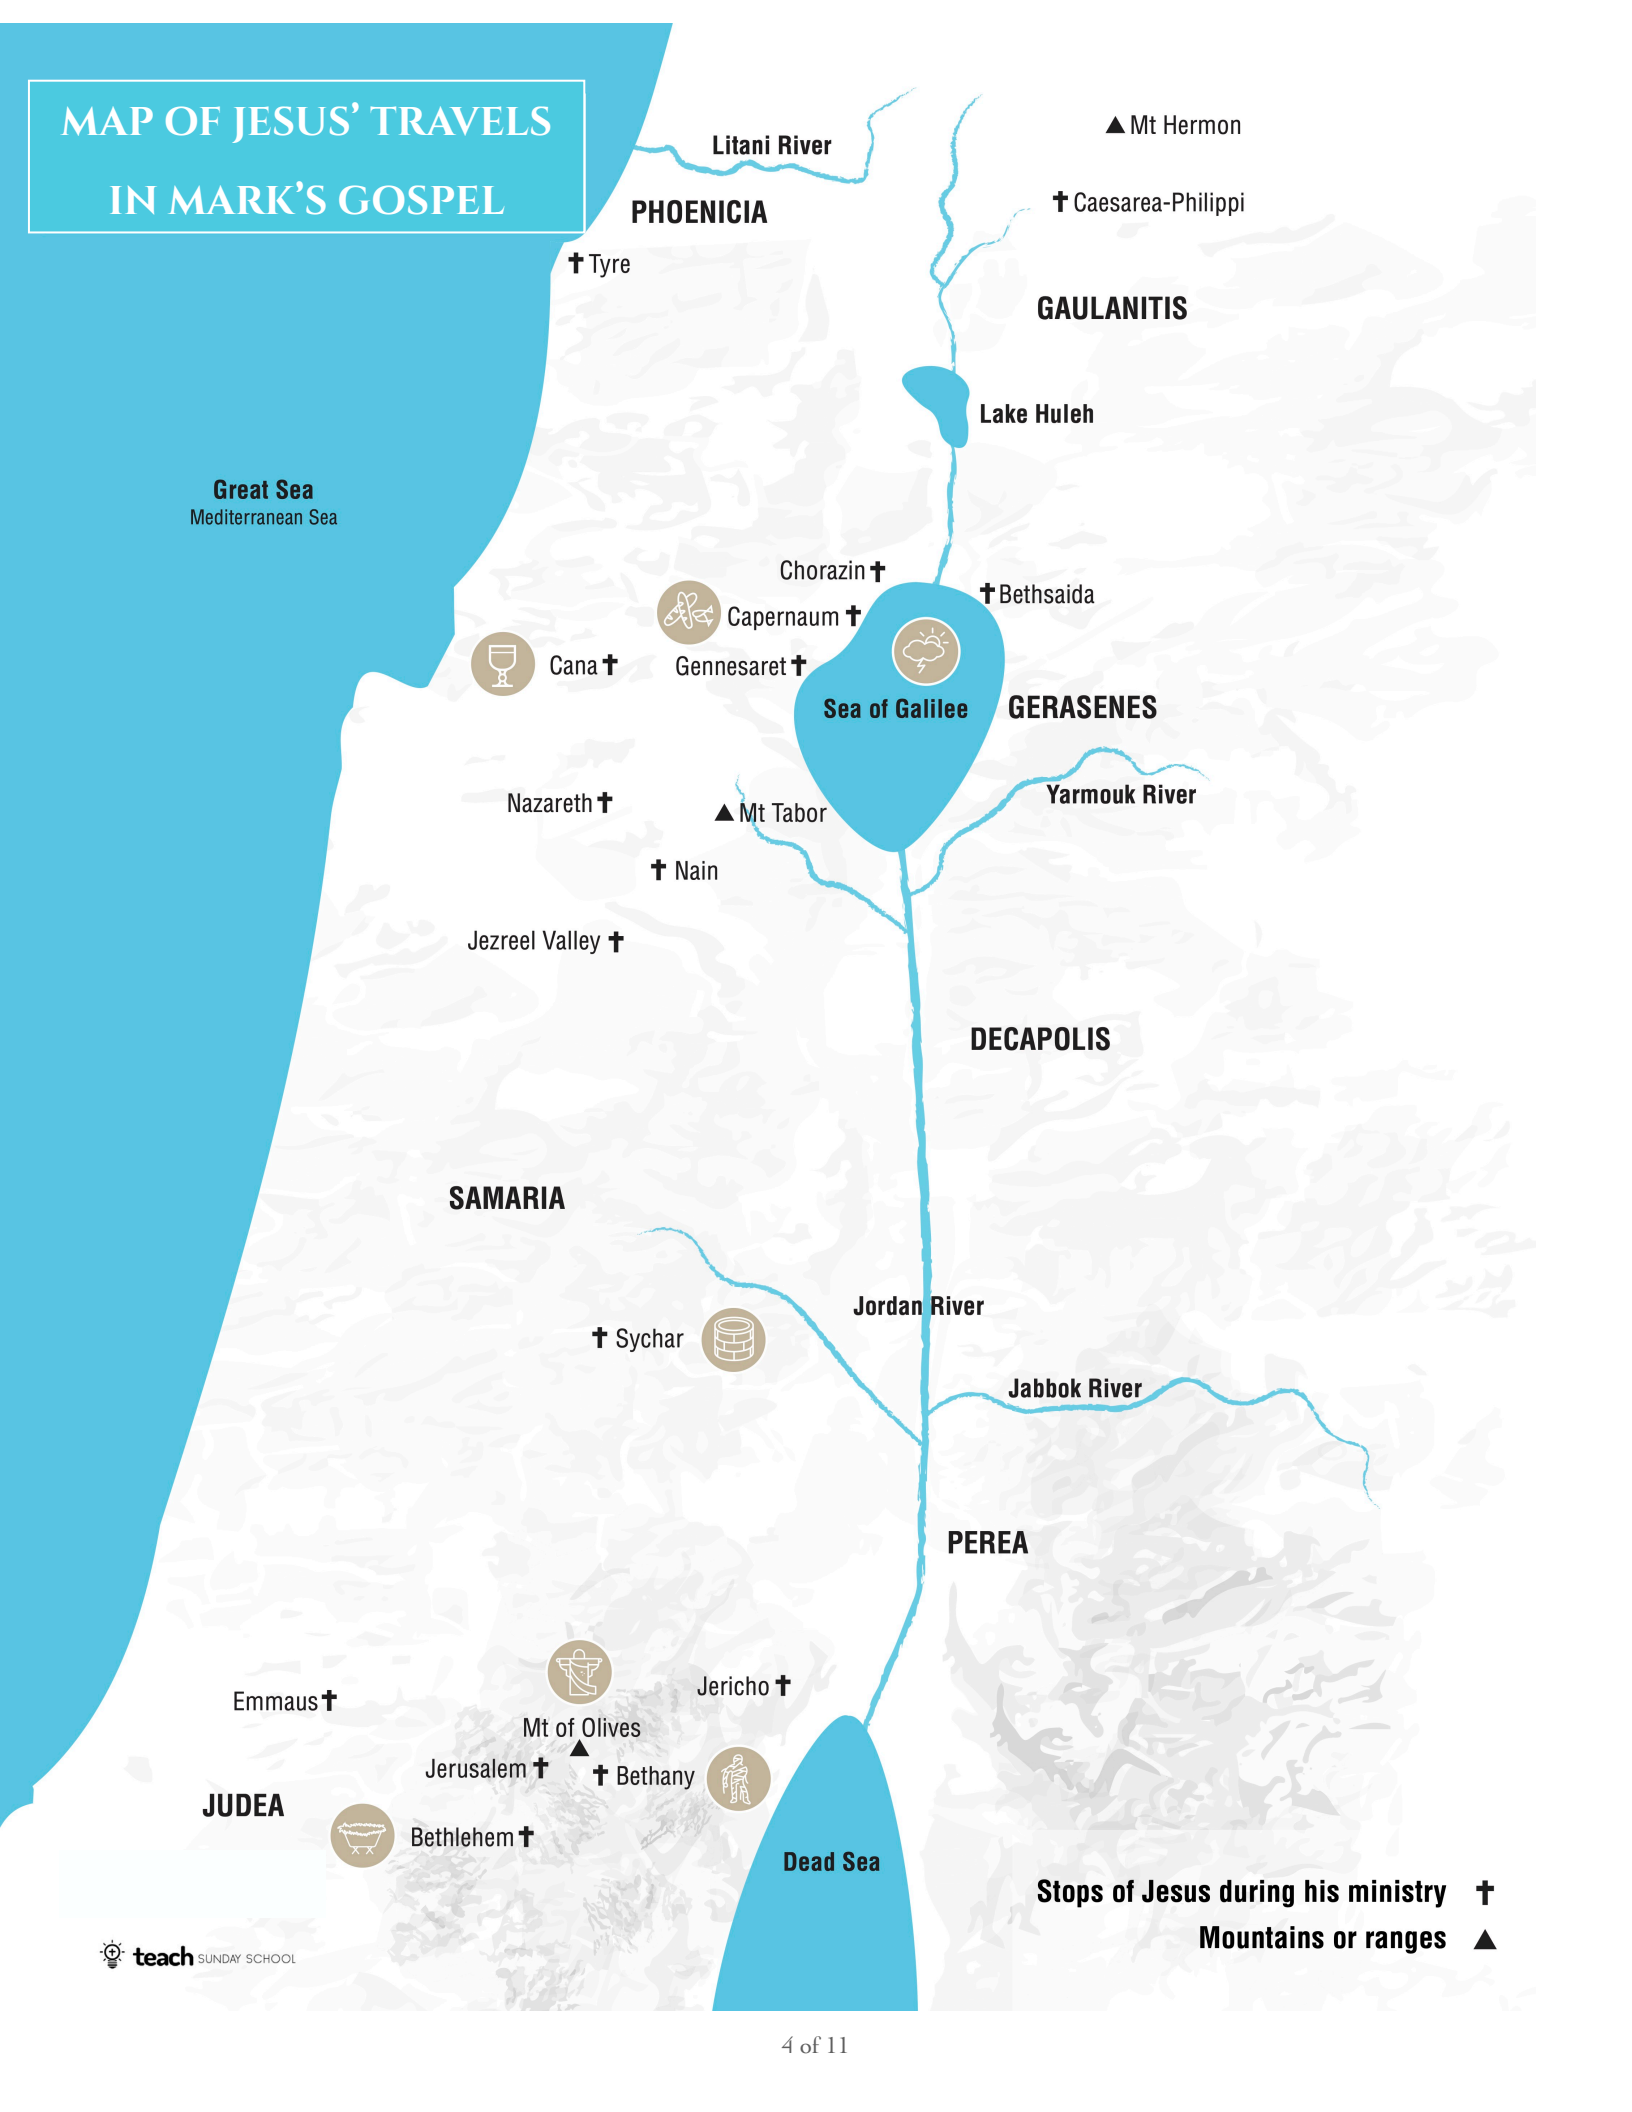 MAP OF JESUS’ TRAVELS
IN MARK’S GOSPEL
Litani River
Mt Hermon
Caesarea-Philippi
PHOENICIA
Tyre
GAULANITIS
Lake Huleh
Great Sea
Mediterranean Sea
Chorazin
Bethsaida
Capernaum
Cana
Gennesaret
Sea of Galilee
GERASENES
Yarmouk River
Nazareth
Mt Tabor
Nain
Jezreel Valley
DECAPOLIS
SAMARIA
Jordan River
Sychar
Jabbok River
PEREA
Jericho
Emmaus
Mt of Olives
Jerusalem
Bethany
JUDEA
Bethlehem
Dead Sea
Stops of Jesus during his ministry
Mountains or ranges
teach SUNDAY SCHOOL
4 of 11